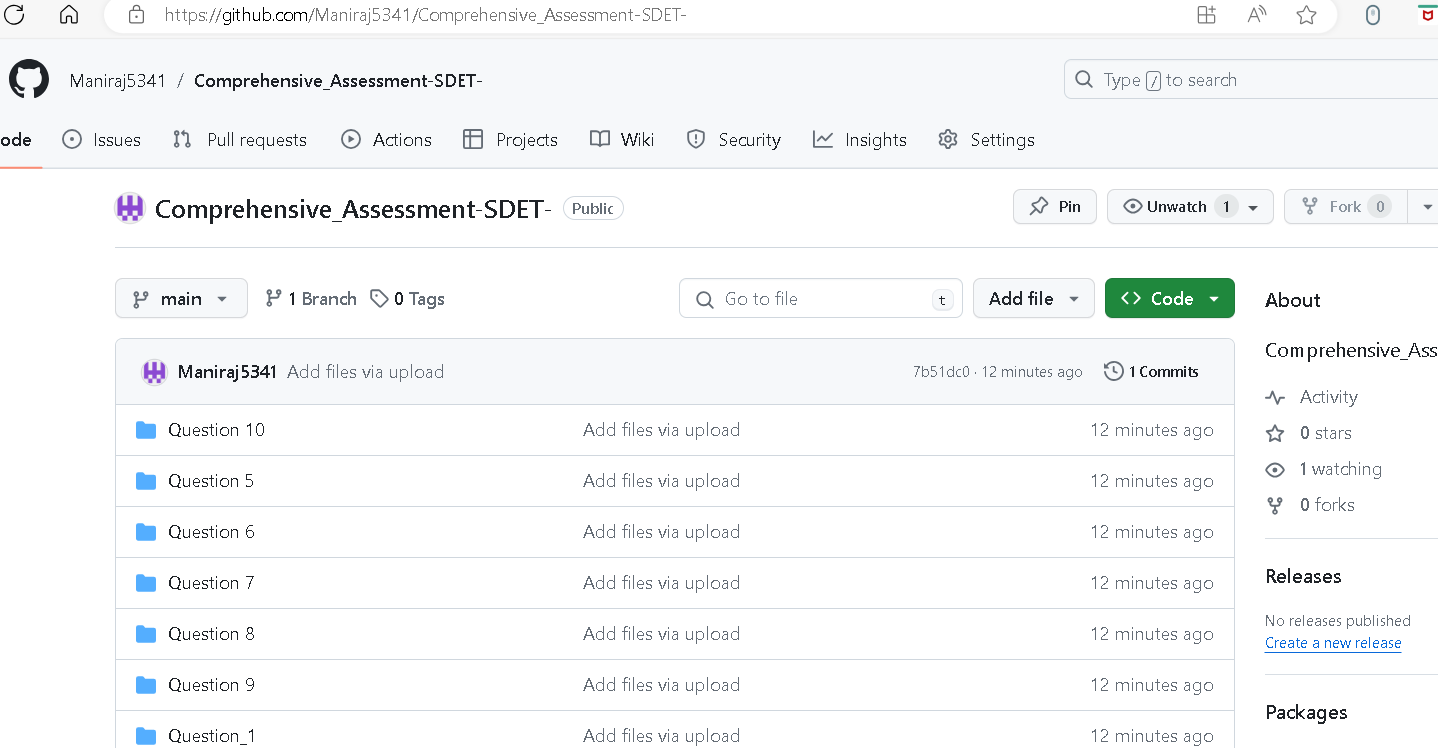 https://github.com/Maniraj5341/Comprehensive_Assessment-SDET-
Maniraj5341 / Comprehensive_Assessment-SDET-
Type / to search
ode Issues Pull requests Actions Projects Wiki Security Insights Settings
Comprehensive_Assessment-SDET- Public
Pin Unwatch 1 Fork 0
main 1 Branch 0 Tags Go to file t Add file <> Code
About
Comprehensive_Ass
Maniraj5341 Add files via upload 7b51dc0 · 12 minutes ago 1 Commits
Question 10 Add files via upload 12 minutes ago
Question 5 Add files via upload 12 minutes ago
Question 6 Add files via upload 12 minutes ago
Question 7 Add files via upload 12 minutes ago
Question 8 Add files via upload 12 minutes ago
Question 9 Add files via upload 12 minutes ago
Question_1 Add files via upload 12 minutes ago
Activity
0 stars
1 watching
0 forks
Releases
No releases published
Create a new release
Packages